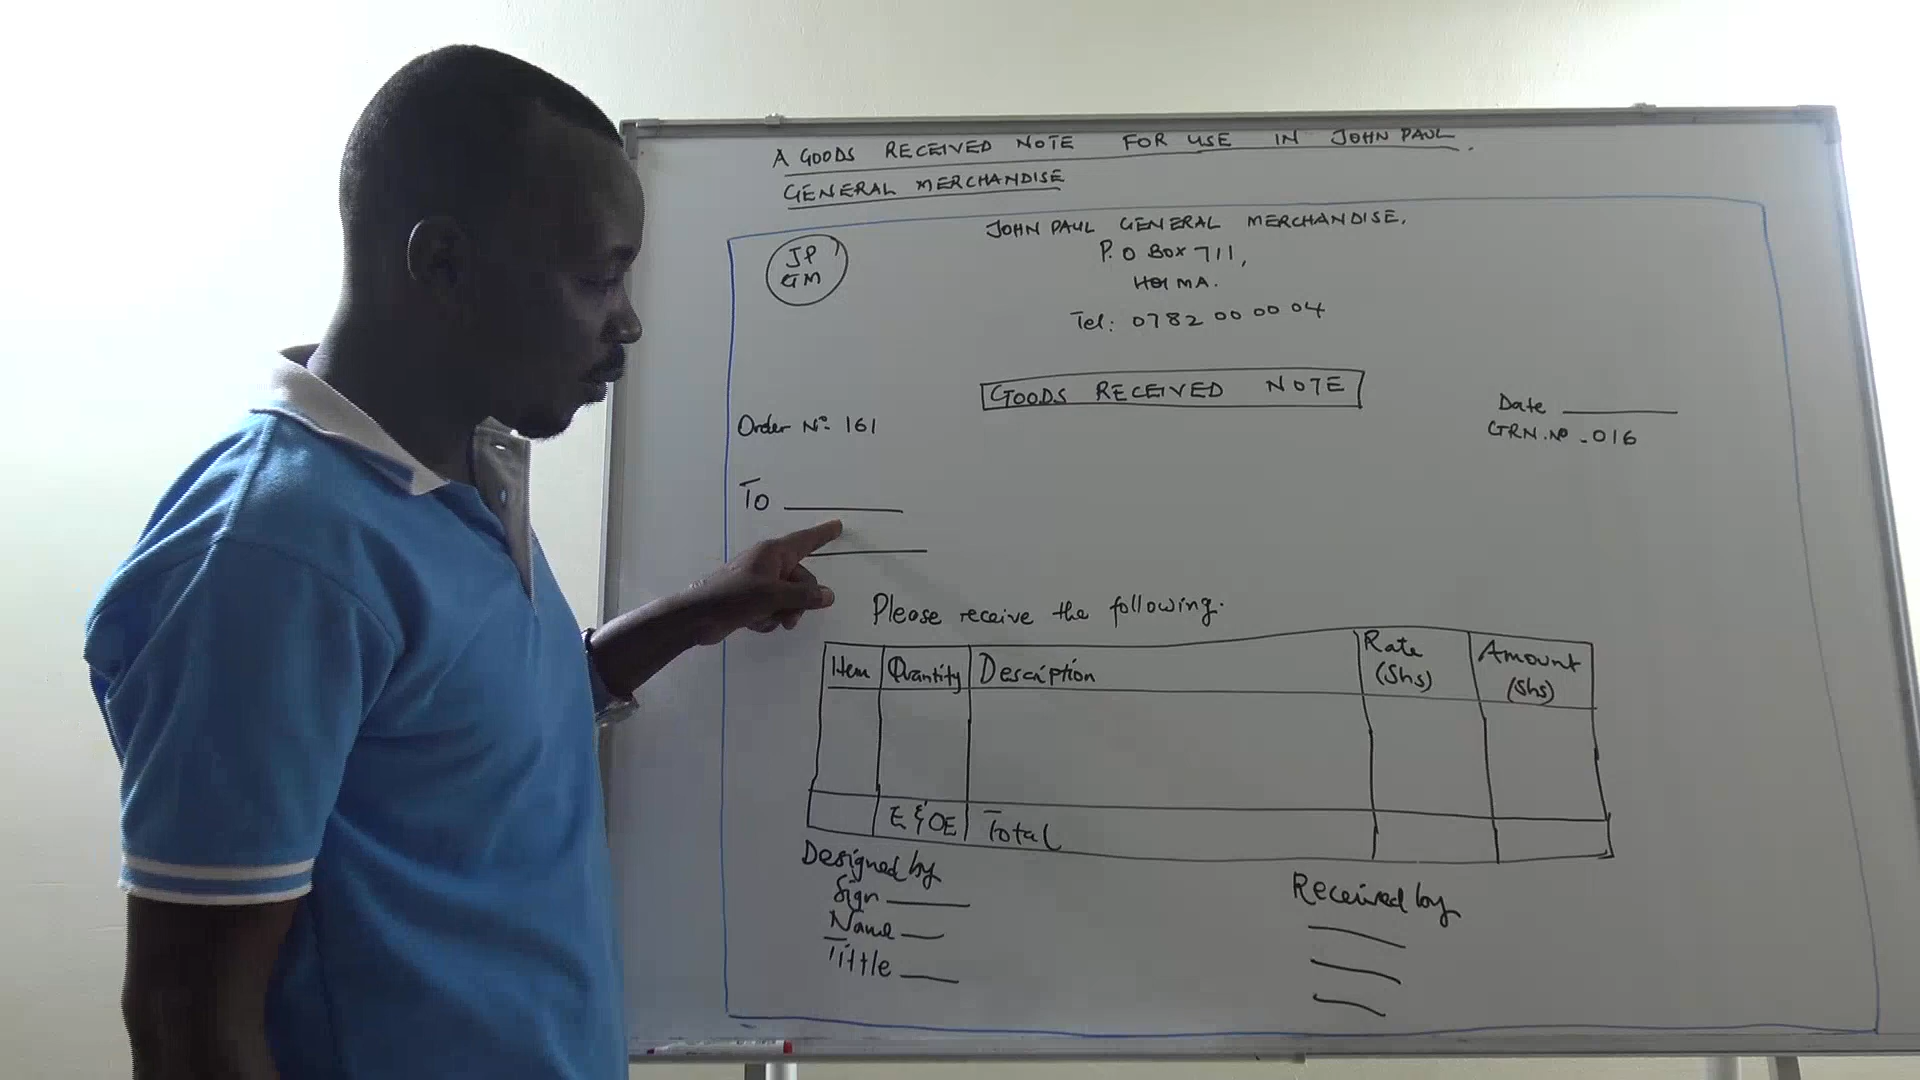 A GOODS RECEIVED NOTE FOR USE IN JOHN PAUL.
GENERAL MERCHANDISE
JP
GM
JOHN PAUL GENERAL MERCHANDISE.
P.O BOX 711,
HOIMA.
Tel: 0782 00 00 04
GOODS RECEIVED NOTE
Date
Order Nº 161
GRN.Nº -016
To
Please receive the following.
Item Quantity Description Rate (Shs) Amount (Shs)
E & OE Total
Designed by
Sign
Name
Tittle
Received by